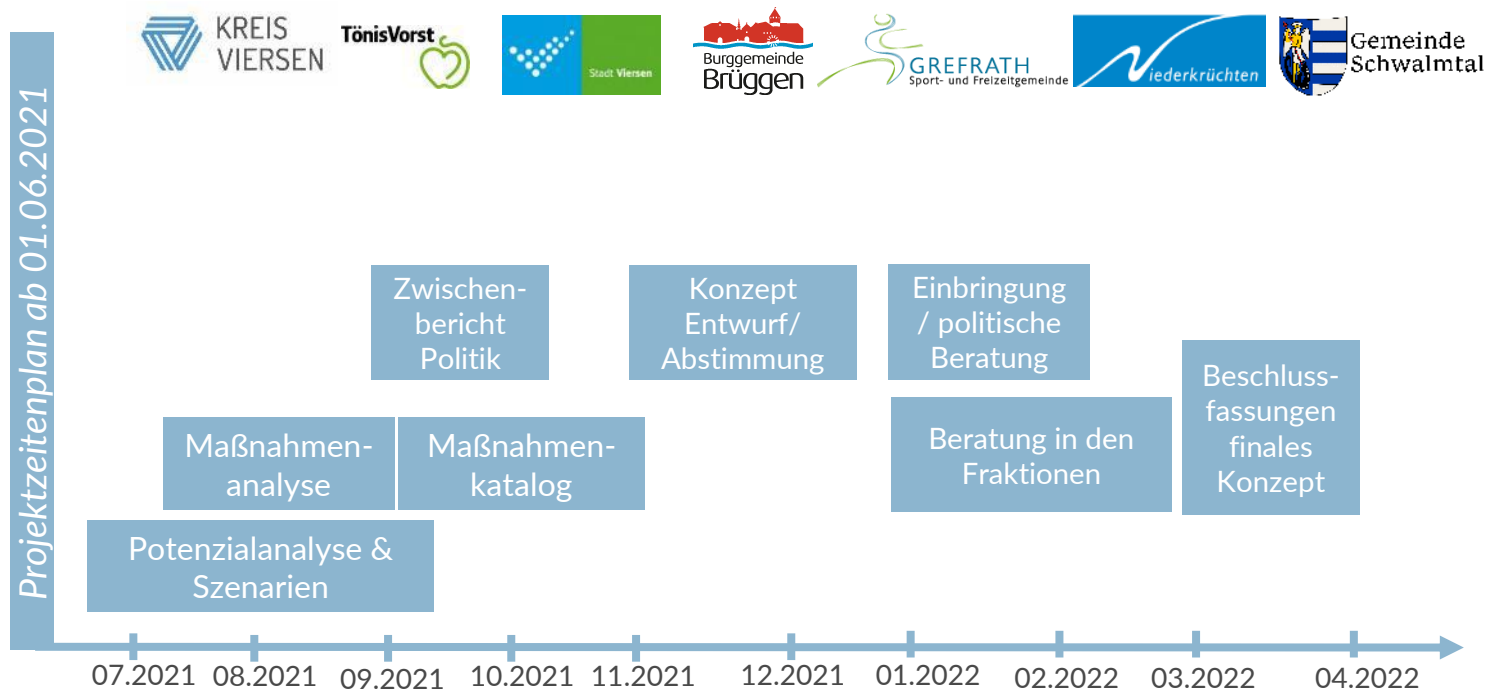 KREIS
VIERSEN
TönisVorst
Stadt Viersen
Burggemeinde
Brüggen
GREFRATH
Sport- und Freizeitgemeinde
Niederkrüchten
Gemeinde
Schwalmtal
Projektzeitenplan ab 01.06.2021
Zwischen-
bericht
Politik
Konzept
Entwurf/
Abstimmung
Einbringung
/ politische
Beratung
Beschluss-
fassungen
finales
Konzept
Maßnahmen-
analyse
Maßnahmen-
katalog
Beratung in den
Fraktionen
Potenzialanalyse &
Szenarien
07.2021 08.2021 09.2021 10.2021 11.2021 12.2021 01.2022 02.2022 03.2022 04.2022